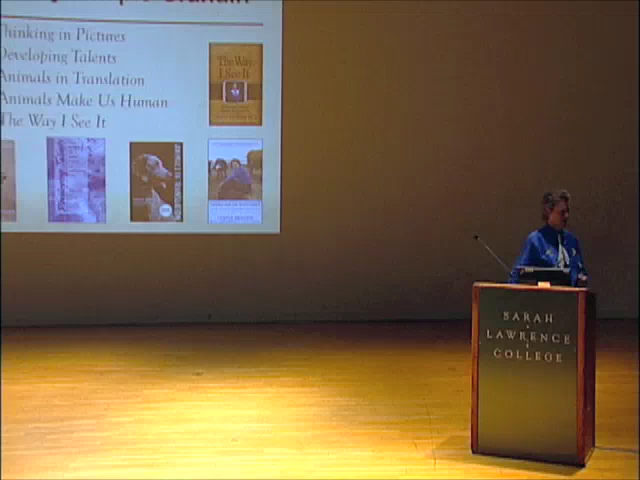 Thinking in Pictures
Developing Talents
Animals in Translation
Animals Make Us Human
The Way I See It
The Way
I See It
SARAH
LAWRENCE
COLLEGE